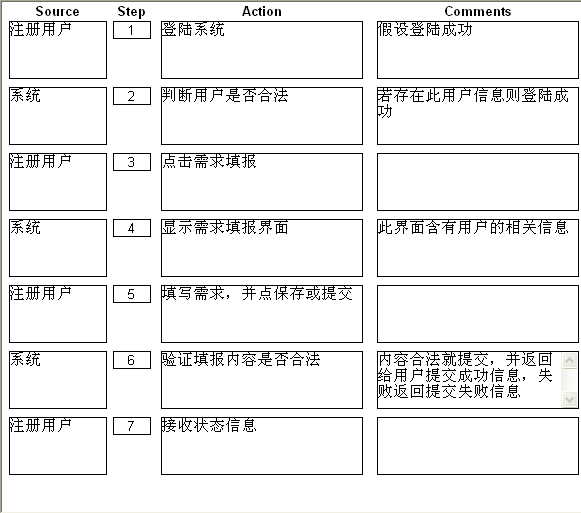 Source Step Action Comments
注册用户 1 登陆系统 假设登陆成功
系统 2 判断用户是否合法 若存在此用户信息则登陆成
功
注册用户 3 点击需求填报
系统 4 显示需求填报界面 此界面含有用户的相关信息
注册用户 5 填写需求，并点保存或提交
系统 6 验证填报内容是否合法 内容合法就提交，并返回
给用户提交成功信息，失
败返回提交失败信息
注册用户 7 接收状态信息